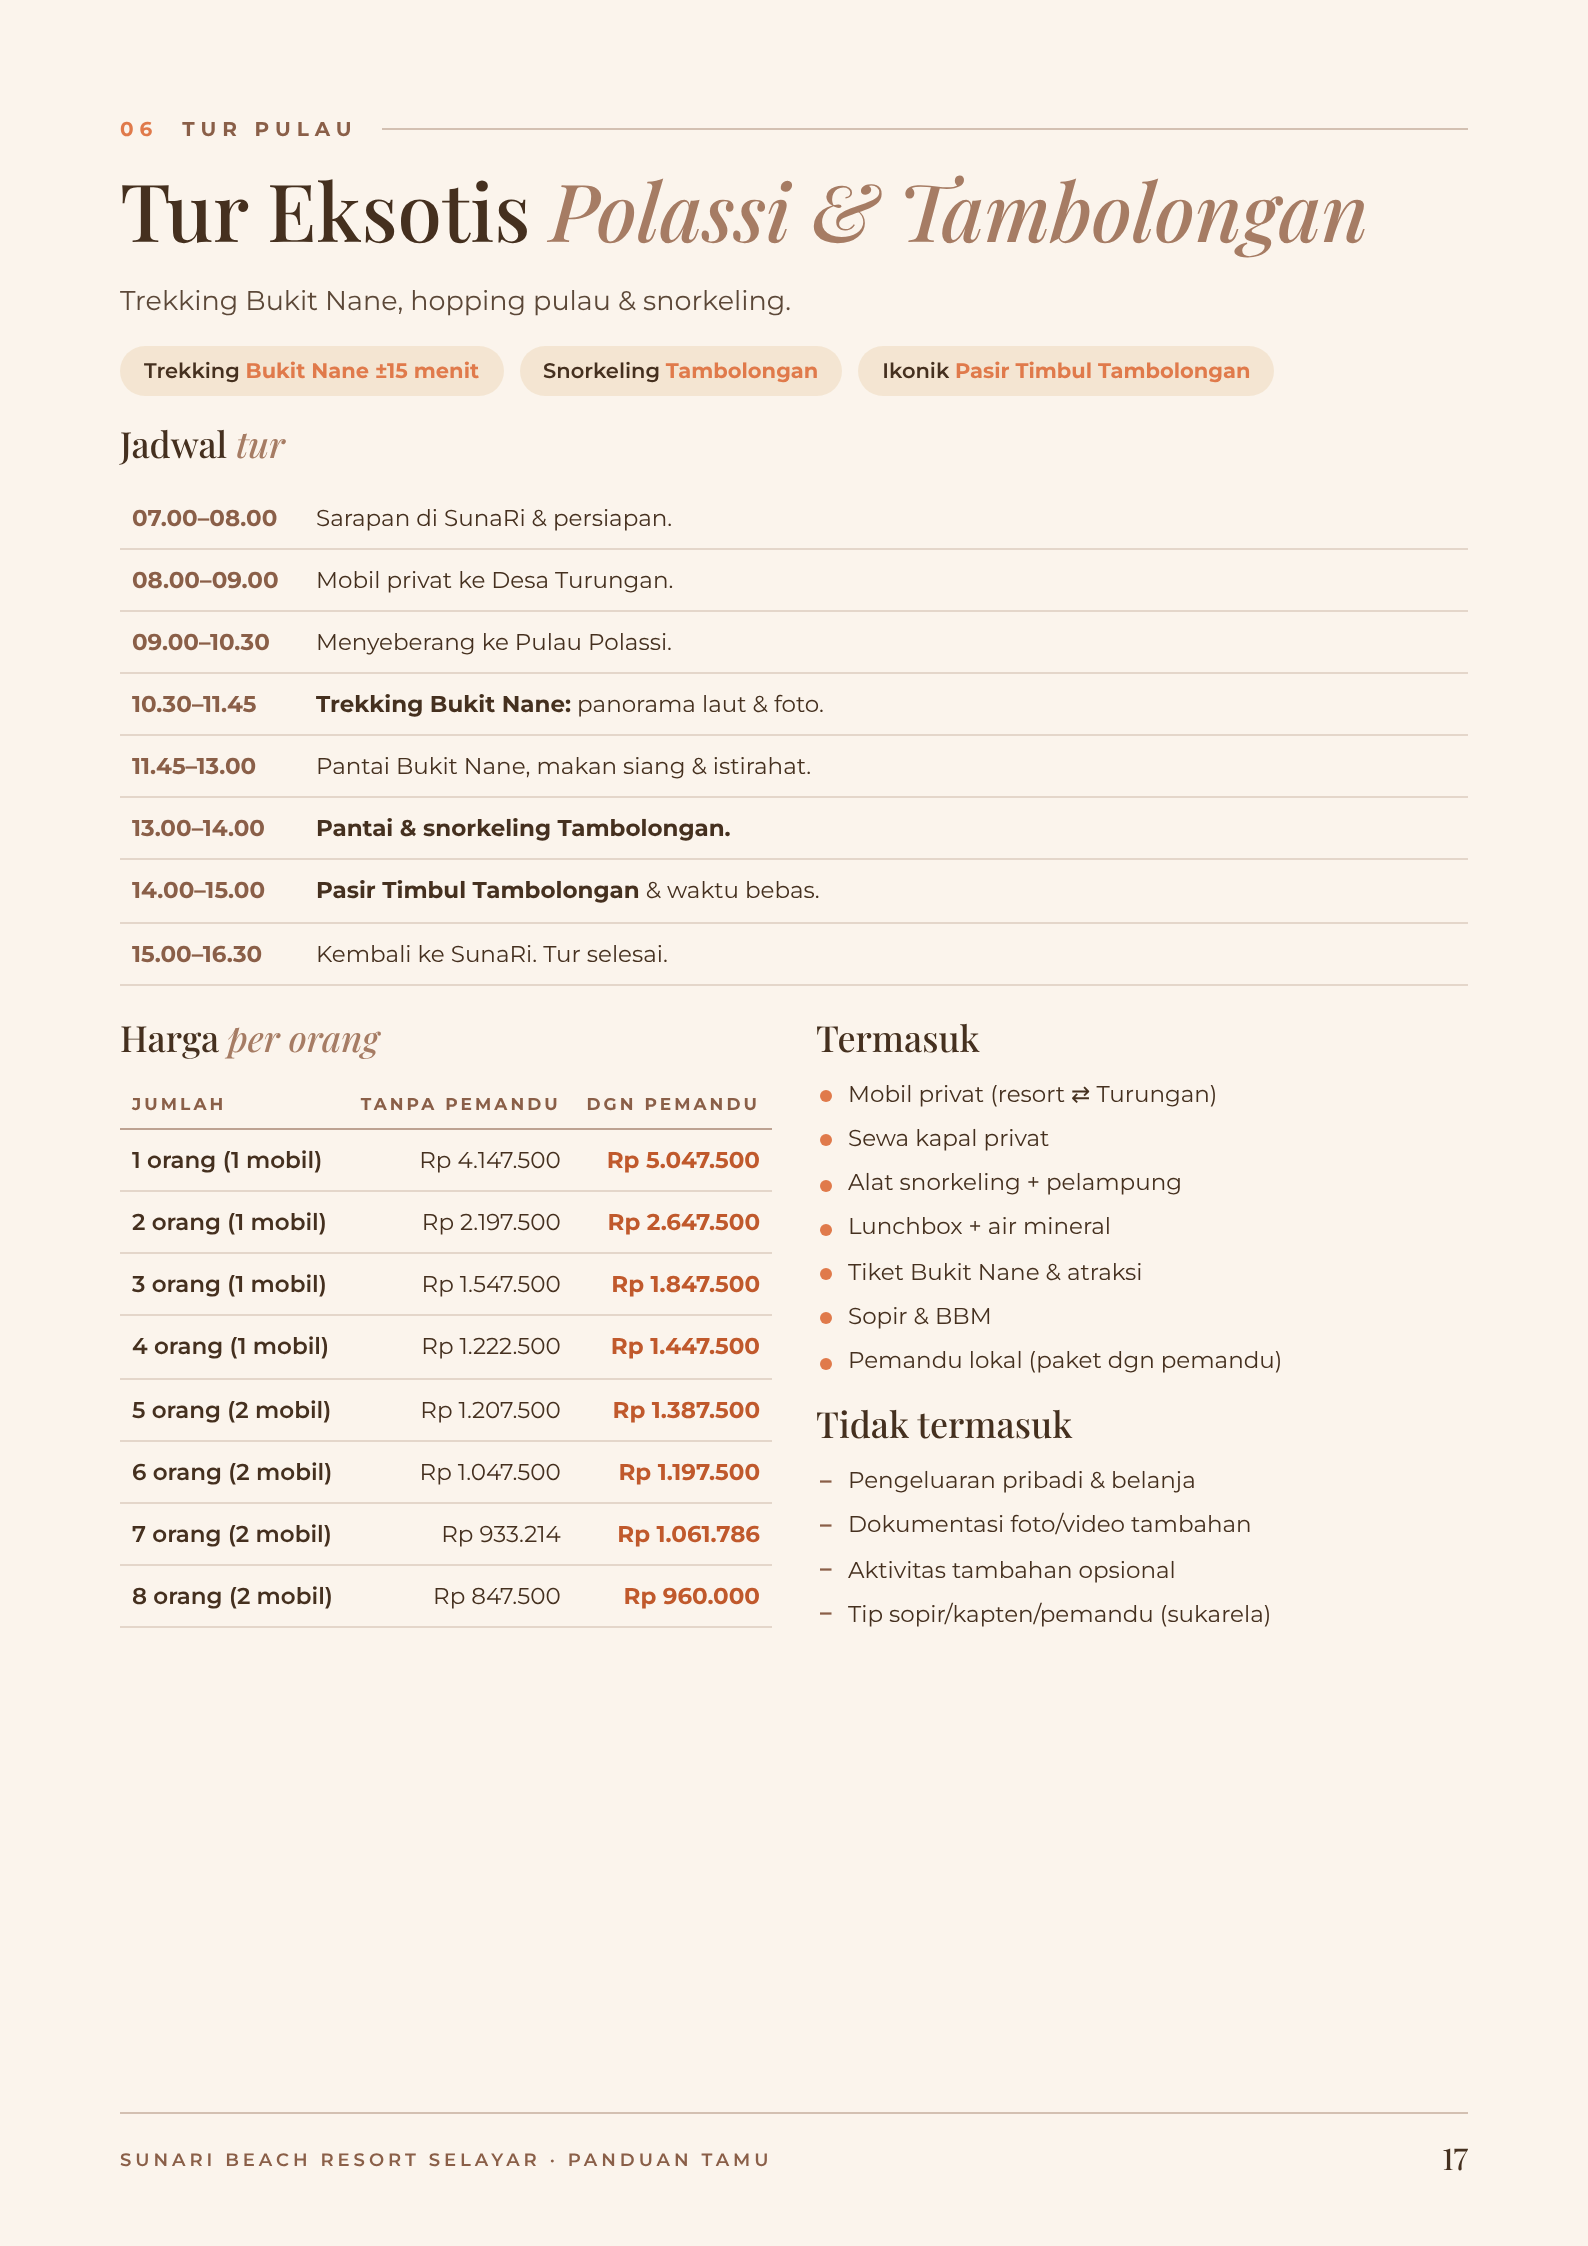 06 TUR PULAU
Tur Eksotis Polassi & Tambolongan
Trekking Bukit Nane, hopping pulau & snorkeling.
Trekking Bukit Nane ±15 menit Snorkeling Tambolongan Ikonik Pasir Timbul Tambolongan
Jadwal tur
07.00–08.00 Sarapan di SunaRi & persiapan.
08.00–09.00 Mobil privat ke Desa Turungan.
09.00–10.30 Menyeberang ke Pulau Polassi.
10.30–11.45 Trekking Bukit Nane: panorama laut & foto.
11.45–13.00 Pantai Bukit Nane, makan siang & istirahat.
13.00–14.00 Pantai & snorkeling Tambolongan.
14.00–15.00 Pasir Timbul Tambolongan & waktu bebas.
15.00–16.30 Kembali ke SunaRi. Tur selesai.
Harga per orang
JUMLAH TANPA PEMANDU DGN PEMANDU
1 orang (1 mobil) Rp 4.147.500 Rp 5.047.500
2 orang (1 mobil) Rp 2.197.500 Rp 2.647.500
3 orang (1 mobil) Rp 1.547.500 Rp 1.847.500
4 orang (1 mobil) Rp 1.222.500 Rp 1.447.500
5 orang (2 mobil) Rp 1.207.500 Rp 1.387.500
6 orang (2 mobil) Rp 1.047.500 Rp 1.197.500
7 orang (2 mobil) Rp 933.214 Rp 1.061.786
8 orang (2 mobil) Rp 847.500 Rp 960.000
Termasuk
● Mobil privat (resort ⇄ Turungan)
● Sewa kapal privat
● Alat snorkeling + pelampung
● Lunchbox + air mineral
● Tiket Bukit Nane & atraksi
● Sopir & BBM
● Pemandu lokal (paket dgn pemandu)
Tidak termasuk
– Pengeluaran pribadi & belanja
– Dokumentasi foto/video tambahan
– Aktivitas tambahan opsional
– Tip sopir/kapten/pemandu (sukarela)
SUNARI BEACH RESORT SELAYAR · PANDUAN TAMU 17